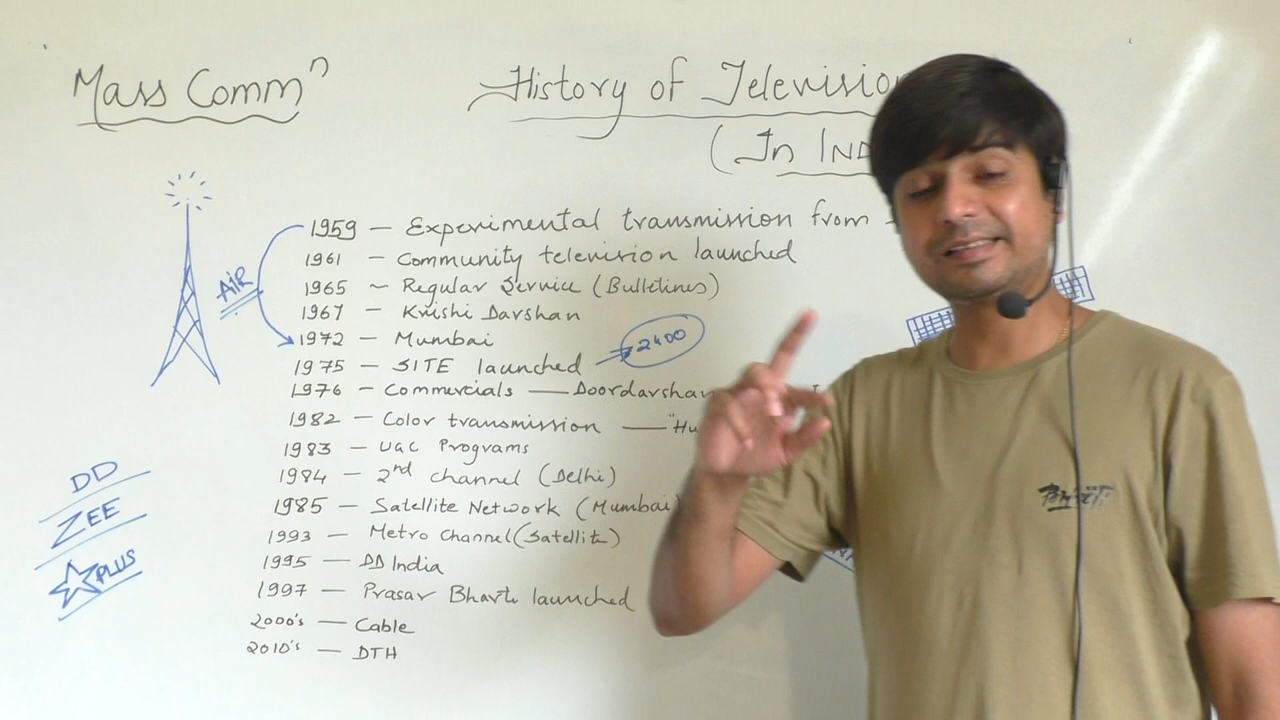 Mass Commⁿ
History of Television
(In IND
1959 — Experimental transmission from
1961 — Community television launched
1965 ~ Regular Service (Bulletines)
1967 — Krishi Darshan
1972 — Mumbai
1975 — SITE launched → 2400
1976 — Commercials — Doordarshan
1982 — Color transmission — "Hu
1983 — UGC Programs
1984 — 2nd channel (Delhi)
1985 — Satellite Network (Mumbai)
1993 — Metro Channel (Satellite)
1995 — DD India
1997 — Prasar Bharti launched
2000's — Cable
2010's — DTH
AIR
DD
ZEE
☆ PLUS